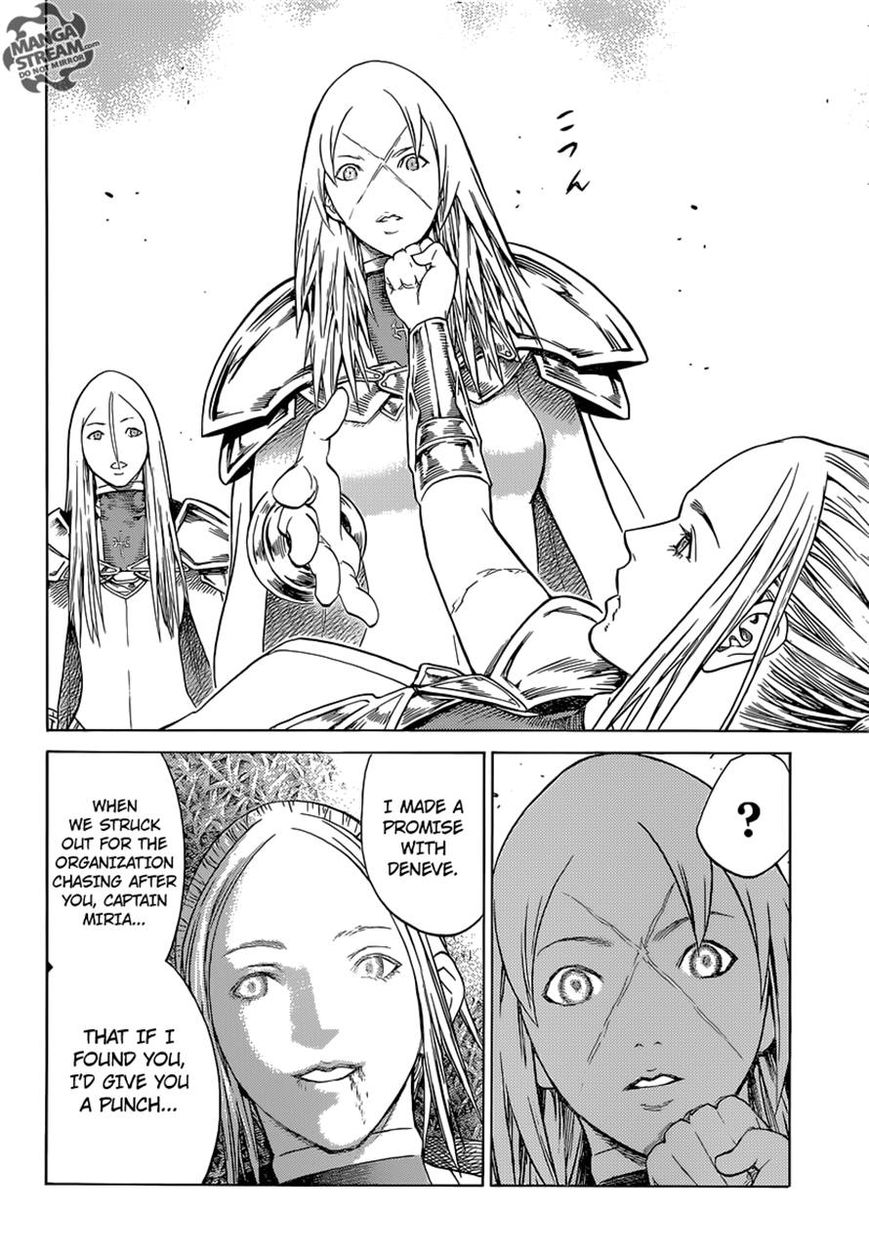 MANGA
STREAM.com
DO NOT MIRROR
こつん
?
I MADE A
PROMISE
WITH
DENEVE.
WHEN
WE STRUCK
OUT FOR THE
ORGANIZATION
CHASING AFTER
YOU, CAPTAIN
MIRIA...
THAT IF I
FOUND YOU,
I'D GIVE YOU
A PUNCH...